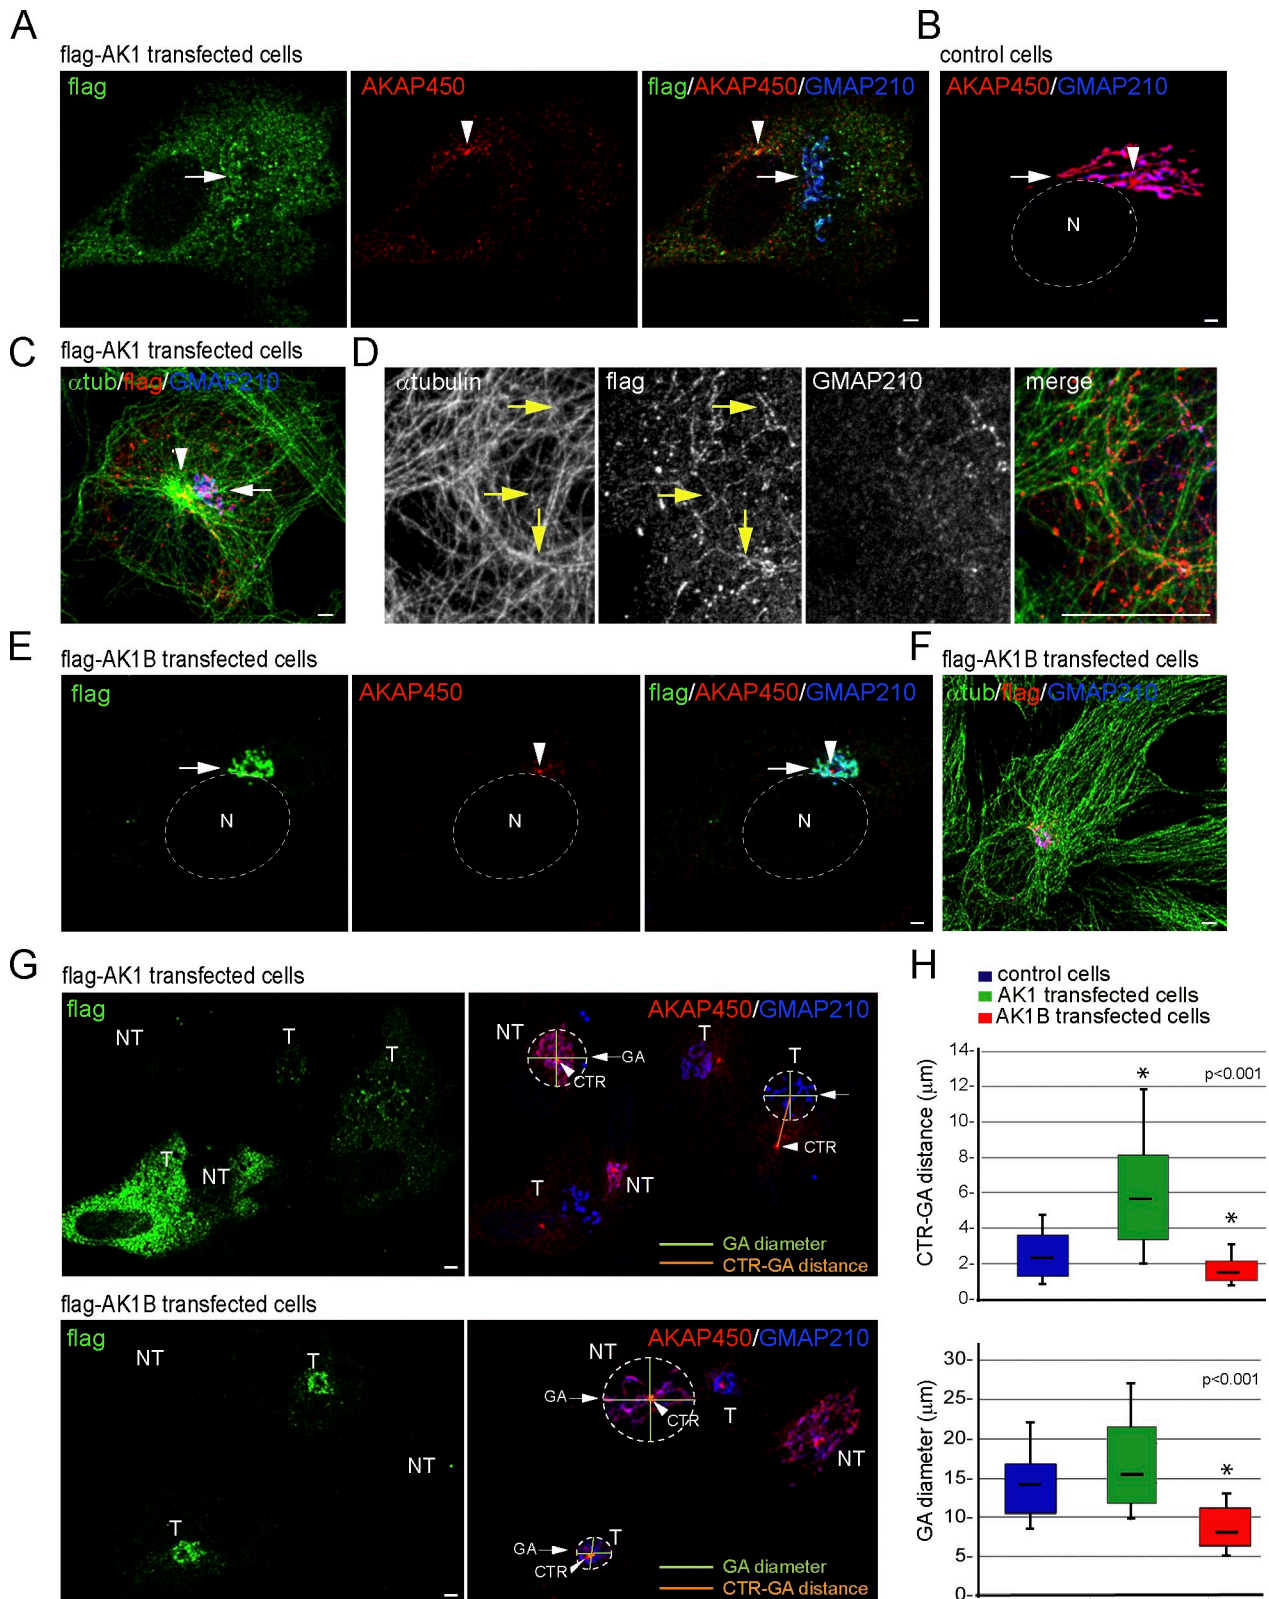 A
flag-AK1 transfected cells
flag
AKAP450
flag/AKAP450/GMAP210
B
control cells
AKAP450/GMAP210
N
C
flag-AK1 transfected cells
αtub/flag/GMAP210
D
αtubulin
flag
GMAP210
merge
E
flag-AK1B transfected cells
flag
N
AKAP450
N
flag/AKAP450/GMAP210
N
F
flag-AK1B transfected cells
αtub/flag/GMAP210
G
flag-AK1 transfected cells
flag
NT
T
T
T
NT
AKAP450/GMAP210
NT
GA
CTR
T
T
CTR
T
NT
GA diameter
CTR-GA distance
flag-AK1B transfected cells
flag
NT
T
NT
T
AKAP450/GMAP210
NT
GA
CTR
T
NT
T
GA
CTR
GA diameter
CTR-GA distance
H
control cells
AK1 transfected cells
AK1B transfected cells
CTR-GA distance (μm)
14-
12-
10-
8-
6-
4-
2-
0-
*
*
p<0.001
GA diameter (μm)
30-
25-
20-
15-
10-
5-
0-
*
p<0.001